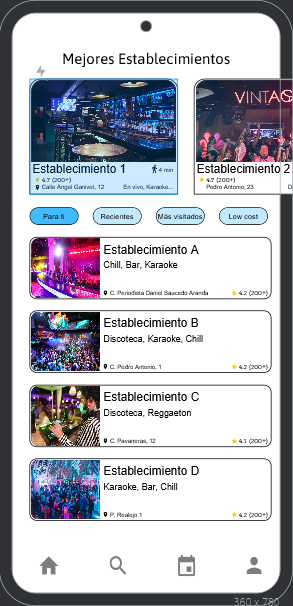 Mejores Establecimientos
VINTAG
Establecimiento 1
4 min
4.7 (200+)
Calle Angel Ganivet, 12
En vivo, Karaoke...
Establecimiento 2
4.7 (200+)
Pedro Antonio, 23
D
Para ti
Recientes
Más visitados
Low cost
Establecimiento A
Chill, Bar, Karaoke
C. Periodista Daniel Saucedo Aranda
4.2 (200+)
Establecimiento B
Discoteca, Karaoke, Chill
C. Pedro Antonio, 1
4.2 (200+)
Establecimiento C
Discoteca, Reggaeton
C. Pavaneras, 12
4.1 (200+)
Establecimiento D
Karaoke, Bar, Chill
P. Realejo 1
4.2 (200+)
360 x 780